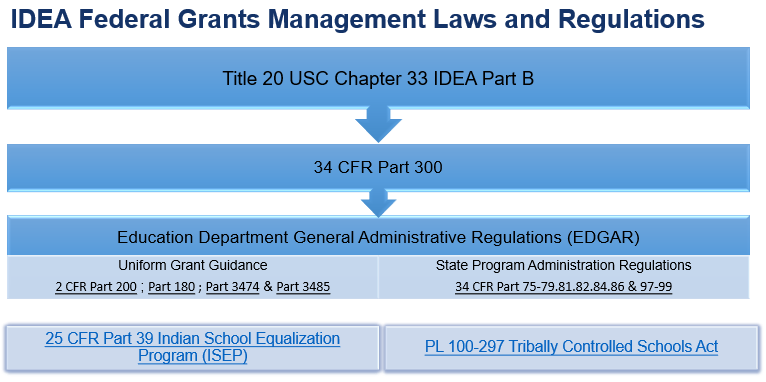 IDEA Federal Grants Management Laws and Regulations
Title 20 USC Chapter 33 IDEA Part B
34 CFR Part 300
Education Department General Administrative Regulations (EDGAR)
Uniform Grant Guidance
2 CFR Part 200 ; Part 180 ; Part 3474 & Part 3485
State Program Administration Regulations
34 CFR Part 75-79.81.82.84.86 & 97-99
25 CFR Part 39 Indian School Equalization
Program (ISEP)
PL 100-297 Tribally Controlled Schools Act